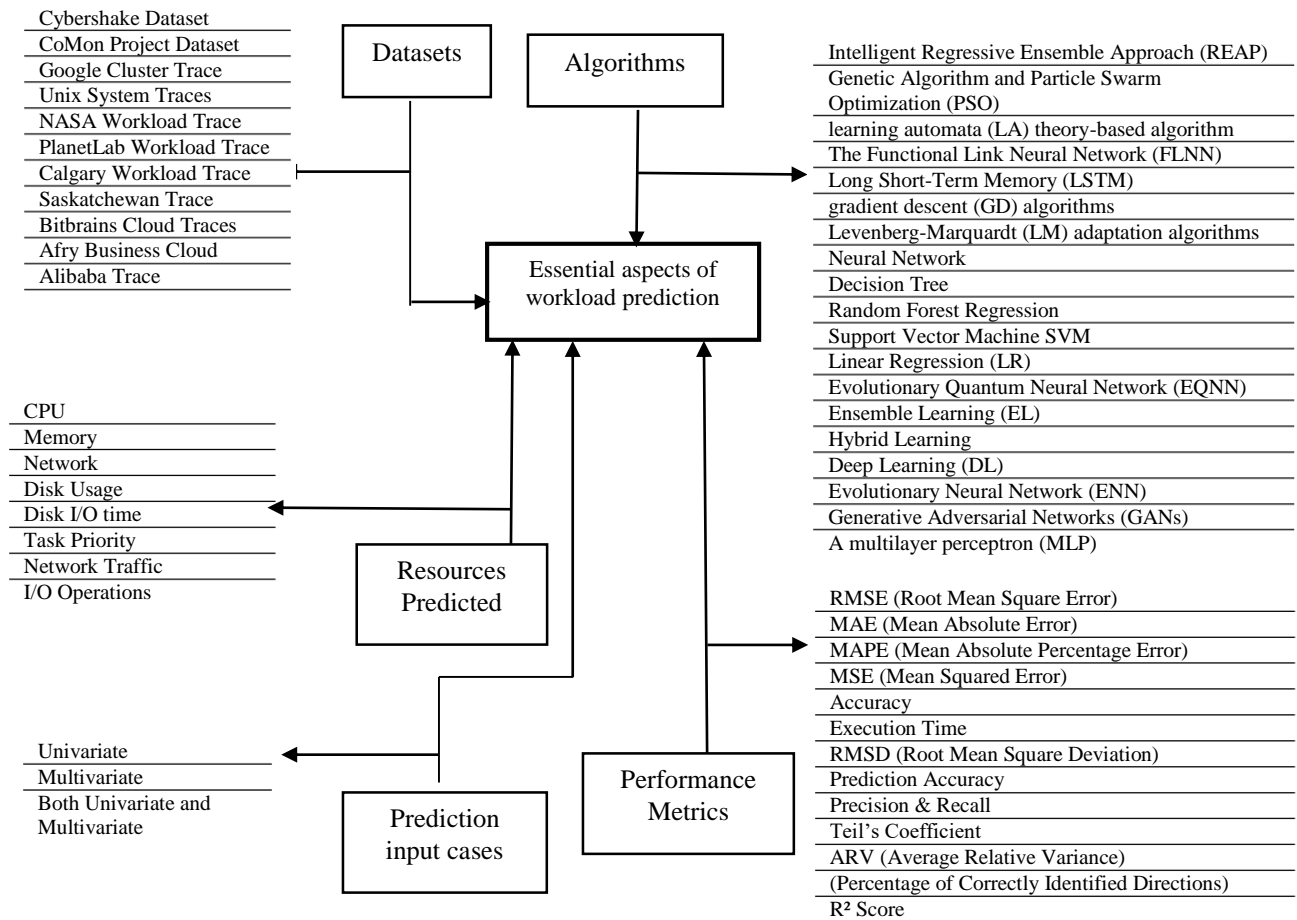 Cybershake Dataset
CoMon Project Dataset
Google Cluster Trace
Unix System Traces
NASA Workload Trace
PlanetLab Workload Trace
Calgary Workload Trace
Saskatchewan Trace
Bitbrains Cloud Traces
Afry Business Cloud
Alibaba Trace
Datasets
Algorithms
Intelligent Regressive Ensemble Approach (REAP)
Genetic Algorithm and Particle Swarm
Optimization (PSO)
learning automata (LA) theory-based algorithm
The Functional Link Neural Network (FLNN)
Long Short-Term Memory (LSTM)
gradient descent (GD) algorithms
Levenberg-Marquardt (LM) adaptation algorithms
Neural Network
Decision Tree
Random Forest Regression
Support Vector Machine SVM
Linear Regression (LR)
Evolutionary Quantum Neural Network (EQNN)
Ensemble Learning (EL)
Hybrid Learning
Deep Learning (DL)
Evolutionary Neural Network (ENN)
Generative Adversarial Networks (GANs)
A multilayer perceptron (MLP)
Essential aspects of
workload prediction
CPU
Memory
Network
Disk Usage
Disk I/O time
Task Priority
Network Traffic
I/O Operations
Resources
Predicted
Univariate
Multivariate
Both Univariate and
Multivariate
Prediction
input cases
Performance
Metrics
RMSE (Root Mean Square Error)
MAE (Mean Absolute Error)
MAPE (Mean Absolute Percentage Error)
MSE (Mean Squared Error)
Accuracy
Execution Time
RMSD (Root Mean Square Deviation)
Prediction Accuracy
Precision & Recall
Teil's Coefficient
ARV (Average Relative Variance)
(Percentage of Correctly Identified Directions)
R² Score